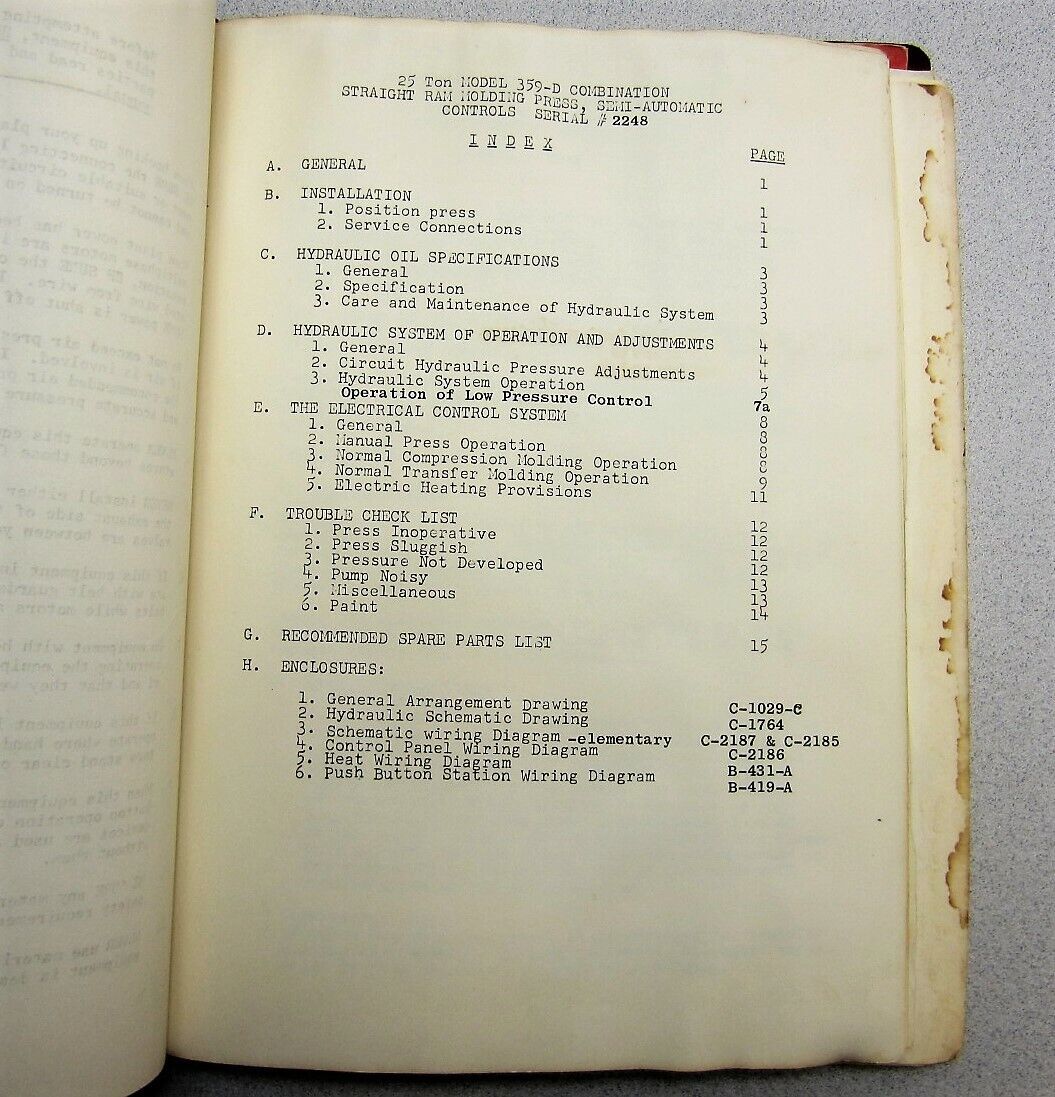 25 Ton MODEL 359-D COMBINATION
STRAIGHT RAM MOLDING PRESS, SEMI-AUTOMATIC
CONTROLS SERIAL # 2248
INDEX
PAGE
A. GENERAL 1
B. INSTALLATION 1
1. Position press 1
2. Service Connections 1
C. HYDRAULIC OIL SPECIFICATIONS 3
1. General 3
2. Specification 3
3. Care and Maintenance of Hydraulic System 3
D. HYDRAULIC SYSTEM OF OPERATION AND ADJUSTMENTS 4
1. General 4
2. Circuit Hydraulic Pressure Adjustments 4
3. Hydraulic System Operation 5
Operation of Low Pressure Control 7a
E. THE ELECTRICAL CONTROL SYSTEM 8
1. General 8
2. Manual Press Operation 8
3. Normal Compression Molding Operation 8
4. Normal Transfer Molding Operation 9
5. Electric Heating Provisions 11
F. TROUBLE CHECK LIST 12
1. Press Inoperative 12
2. Press Sluggish 12
3. Pressure Not Developed 12
4. Pump Noisy 13
5. Miscellaneous 13
6. Paint 14
G. RECOMMENDED SPARE PARTS LIST 15
H. ENCLOSURES:
1. General Arrangement Drawing C-1029-C
2. Hydraulic Schematic Drawing C-1764
3. Schematic wiring Diagram -elementary C-2187 & C-2185
4. Control Panel Wiring Diagram C-2186
5. Heat Wiring Diagram B-431-A
6. Push Button Station Wiring Diagram B-419-A